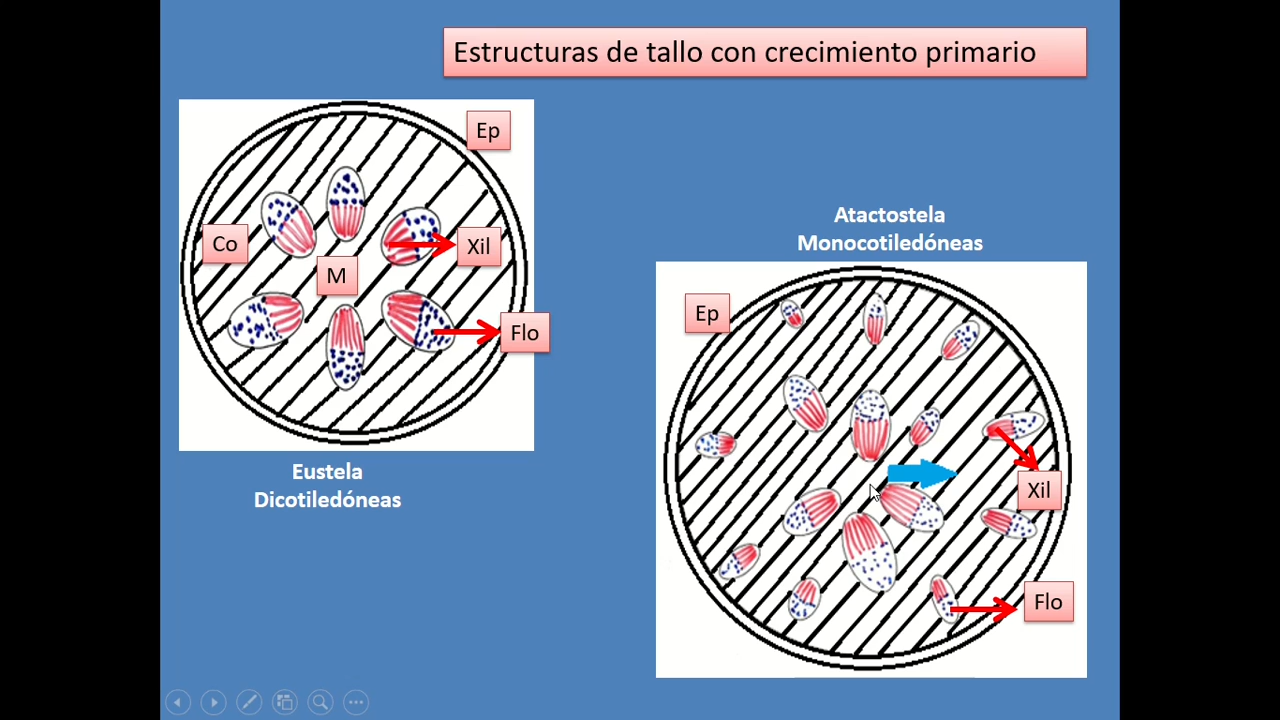 Estructuras de tallo con crecimiento primario
Ep
Co
Xil
M
Flo
Eustela
Dicotiledóneas
Atactostela
Monocotiledóneas
Ep
Xil
Flo